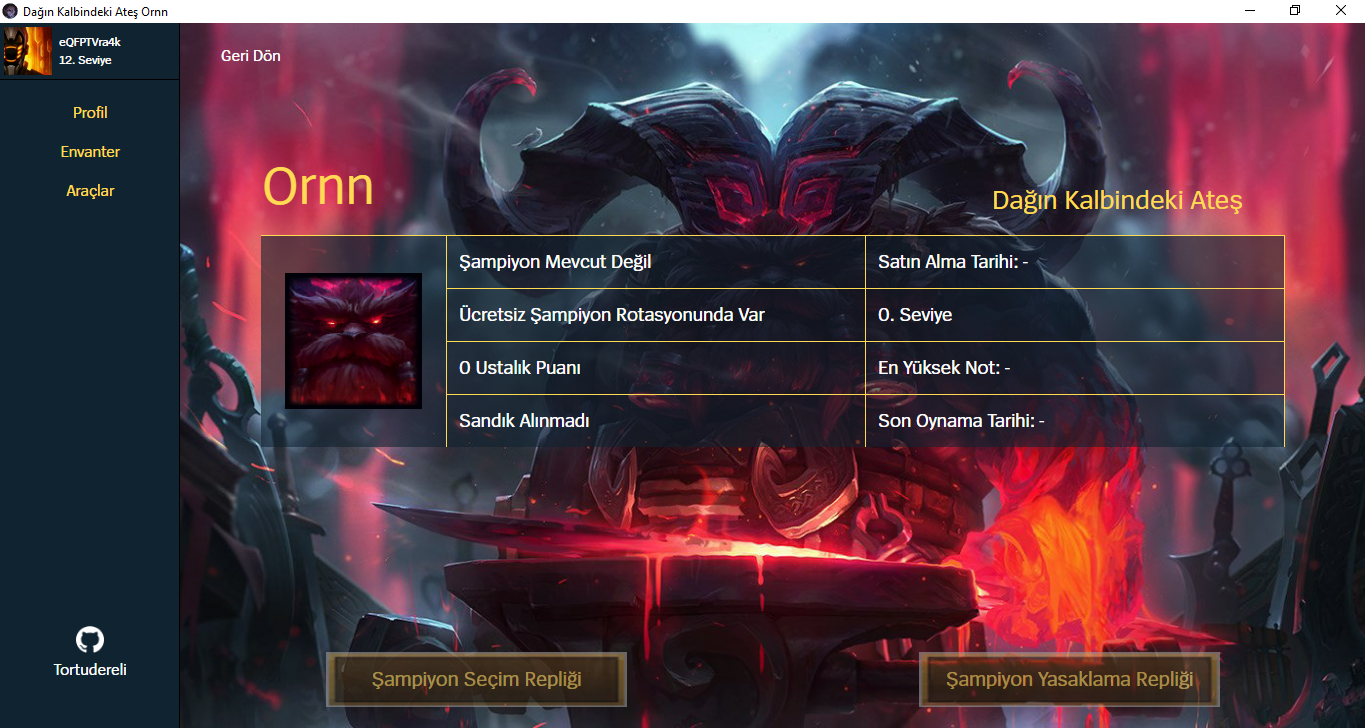 Dağın Kalbindeki Ateş Ornn
eQFPTVra4k
12. Seviye
Profil
Envanter
Araçlar
Tortudereli
Geri Dön
Ornn
Dağın Kalbindeki Ateş
Şampiyon Mevcut Değil
Satın Alma Tarihi: -
Ücretsiz Şampiyon Rotasyonunda Var
0. Seviye
0 Ustalık Puanı
En Yüksek Not: -
Sandık Alınmadı
Son Oynama Tarihi: -
Şampiyon Seçim Repliği
Şampiyon Yasaklama Repliği